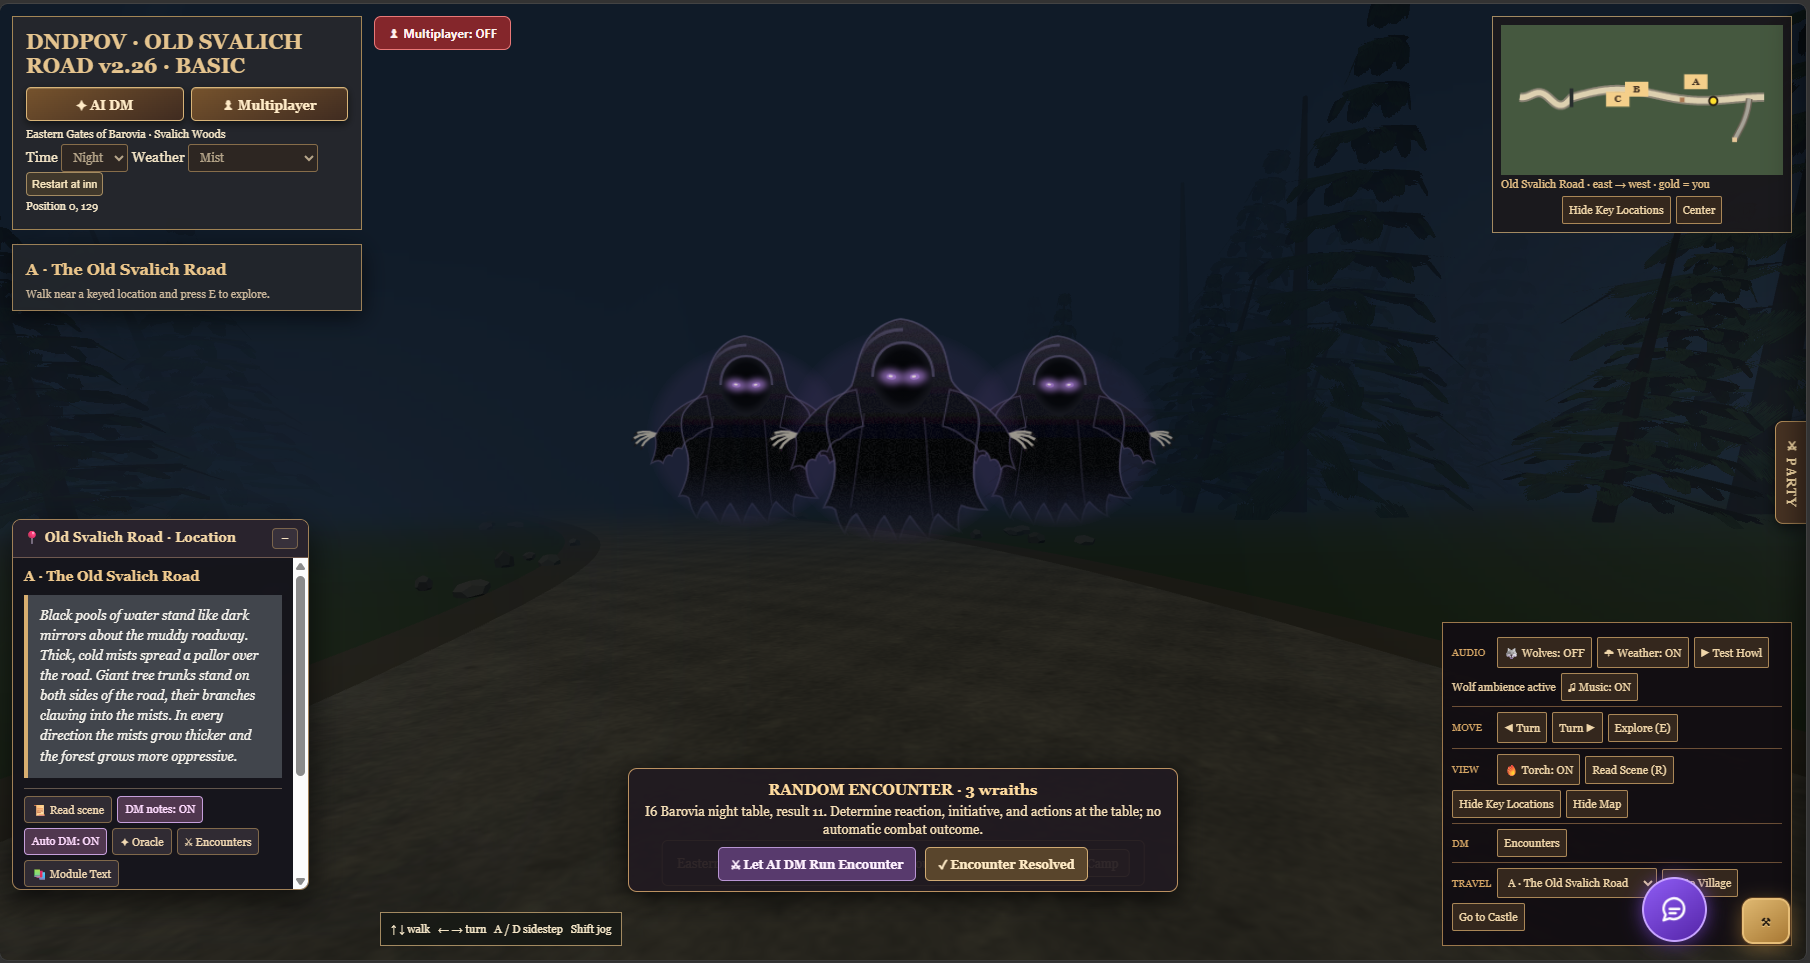 DNDPOV · OLD SVALICH
ROAD v2.26 · BASIC
✦ AI DM
Multiplayer
Eastern Gates of Barovia · Svalich Woods
Time Night Weather Mist
Restart at inn
Position 0, 129
Multiplayer: OFF
A · The Old Svalich Road
Walk near a keyed location and press E to explore.
A
B
C
Old Svalich Road · east → west · gold = you
Hide Key Locations Center
PARTY
Old Svalich Road · Location
–
A · The Old Svalich Road
Black pools of water stand like dark
mirrors about the muddy roadway.
Thick, cold mists spread a pallor over
the road. Giant tree trunks stand on
both sides of the road, their branches
clawing into the mists. In every
direction the mists grow thicker and
the forest grows more oppressive.
Read scene DM notes: ON
Auto DM: ON ✦ Oracle ⚔ Encounters
Module Text
RANDOM ENCOUNTER · 3 wraiths
I6 Barovia night table, result 11. Determine reaction, initiative, and actions at the table; no
automatic combat outcome.
⚔ Let AI DM Run Encounter ✓ Encounter Resolved
↑↓ walk ←→ turn A / D sidestep Shift jog
AUDIO Wolves: OFF Weather: ON ▶ Test Howl
Wolf ambience active ♫ Music: ON
MOVE ◀ Turn Turn ▶ Explore (E)
VIEW Torch: ON Read Scene (R)
Hide Key Locations Hide Map
DM Encounters
TRAVEL A · The Old Svalich Road Village
Go to Castle